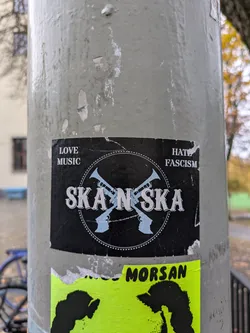 LOVE MUSIC
HATE FASCISM
SKA N SKA
MORSAN